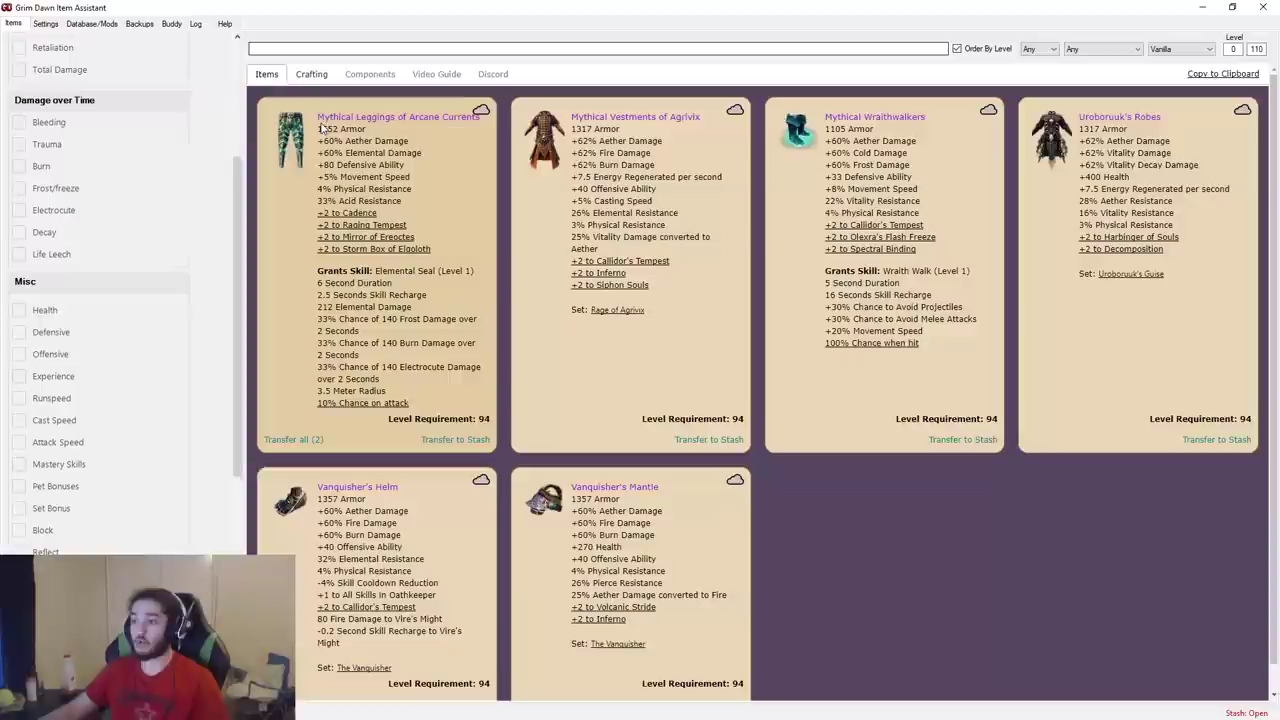 Grim Dawn Item Assistant
Items Settings Database/Mods Backups Buddy Log Help
Retaliation
Total Damage
Damage over Time
Bleeding
Trauma
Burn
Frost/freeze
Electrocute
Decay
Life Leech
Misc
Health
Defensive
Offensive
Experience
Runspeed
Cast Speed
Attack Speed
Mastery Skills
Pet Bonuses
Set Bonus
Block
Reflect
Order By Level Any Any Vanilla
Level
0 110
Items Crafting Components Video Guide Discord
Copy to Clipboard
Mythical Leggings of Arcane Currents
Armor
+60% Aether Damage
+60% Elemental Damage
+80 Defensive Ability
+5% Movement Speed
4% Physical Resistance
33% Acid Resistance
+2 to Cadence
+2 to Raging Tempest
+2 to Mirror of Ereoctes
+2 to Storm Box of Elgoloth
Grants Skill: Elemental Seal (Level 1)
6 Second Duration
2.5 Seconds Skill Recharge
212 Elemental Damage
33% Chance of 140 Frost Damage over
2 Seconds
33% Chance of 140 Burn Damage over
2 Seconds
33% Chance of 140 Electrocute Damage
over 2 Seconds
3.5 Meter Radius
10% Chance on attack
Level Requirement: 94
Transfer all (2) Transfer to Stash
Mythical Vestments of Agrivix
1317 Armor
+62% Aether Damage
+62% Fire Damage
+62% Burn Damage
+7.5 Energy Regenerated per second
+40 Offensive Ability
+5% Casting Speed
26% Elemental Resistance
3% Physical Resistance
25% Vitality Damage converted to
Aether
+2 to Callidor's Tempest
+2 to Inferno
+2 to Siphon Souls
Set: Rage of Agrivix
Level Requirement: 94
Transfer to Stash
Mythical Wraithwalkers
1105 Armor
+60% Aether Damage
+60% Cold Damage
+60% Frost Damage
+33 Defensive Ability
+8% Movement Speed
22% Vitality Resistance
4% Physical Resistance
+2 to Callidor's Tempest
+2 to Olexra's Flash Freeze
+2 to Spectral Binding
Grants Skill: Wraith Walk (Level 1)
5 Second Duration
16 Seconds Skill Recharge
+30% Chance to Avoid Projectiles
+30% Chance to Avoid Melee Attacks
+20% Movement Speed
100% Chance when hit
Level Requirement: 94
Transfer to Stash
Uroboruuk's Robes
1317 Armor
+62% Aether Damage
+62% Vitality Damage
+62% Vitality Decay Damage
+400 Health
+7.5 Energy Regenerated per second
28% Aether Resistance
16% Vitality Resistance
3% Physical Resistance
+2 to Harbinger of Souls
+2 to Decomposition
Set: Uroboruuk's Guise
Level Requirement: 94
Transfer to Stash
Vanquisher's Helm
1357 Armor
+60% Aether Damage
+60% Fire Damage
+60% Burn Damage
+40 Offensive Ability
32% Elemental Resistance
4% Physical Resistance
-4% Skill Cooldown Reduction
+1 to All Skills In Oathkeeper
+2 to Callidor's Tempest
80 Fire Damage to Vire's Might
-0.2 Second Skill Recharge to Vire's
Might
Set: The Vanquisher
Level Requirement: 94
Vanquisher's Mantle
1357 Armor
+60% Aether Damage
+60% Fire Damage
+60% Burn Damage
+270 Health
+40 Offensive Ability
4% Physical Resistance
26% Pierce Resistance
25% Aether Damage converted to Fire
+2 to Volcanic Stride
+2 to Inferno
Set: The Vanquisher
Level Requirement: 94
Stash: Open